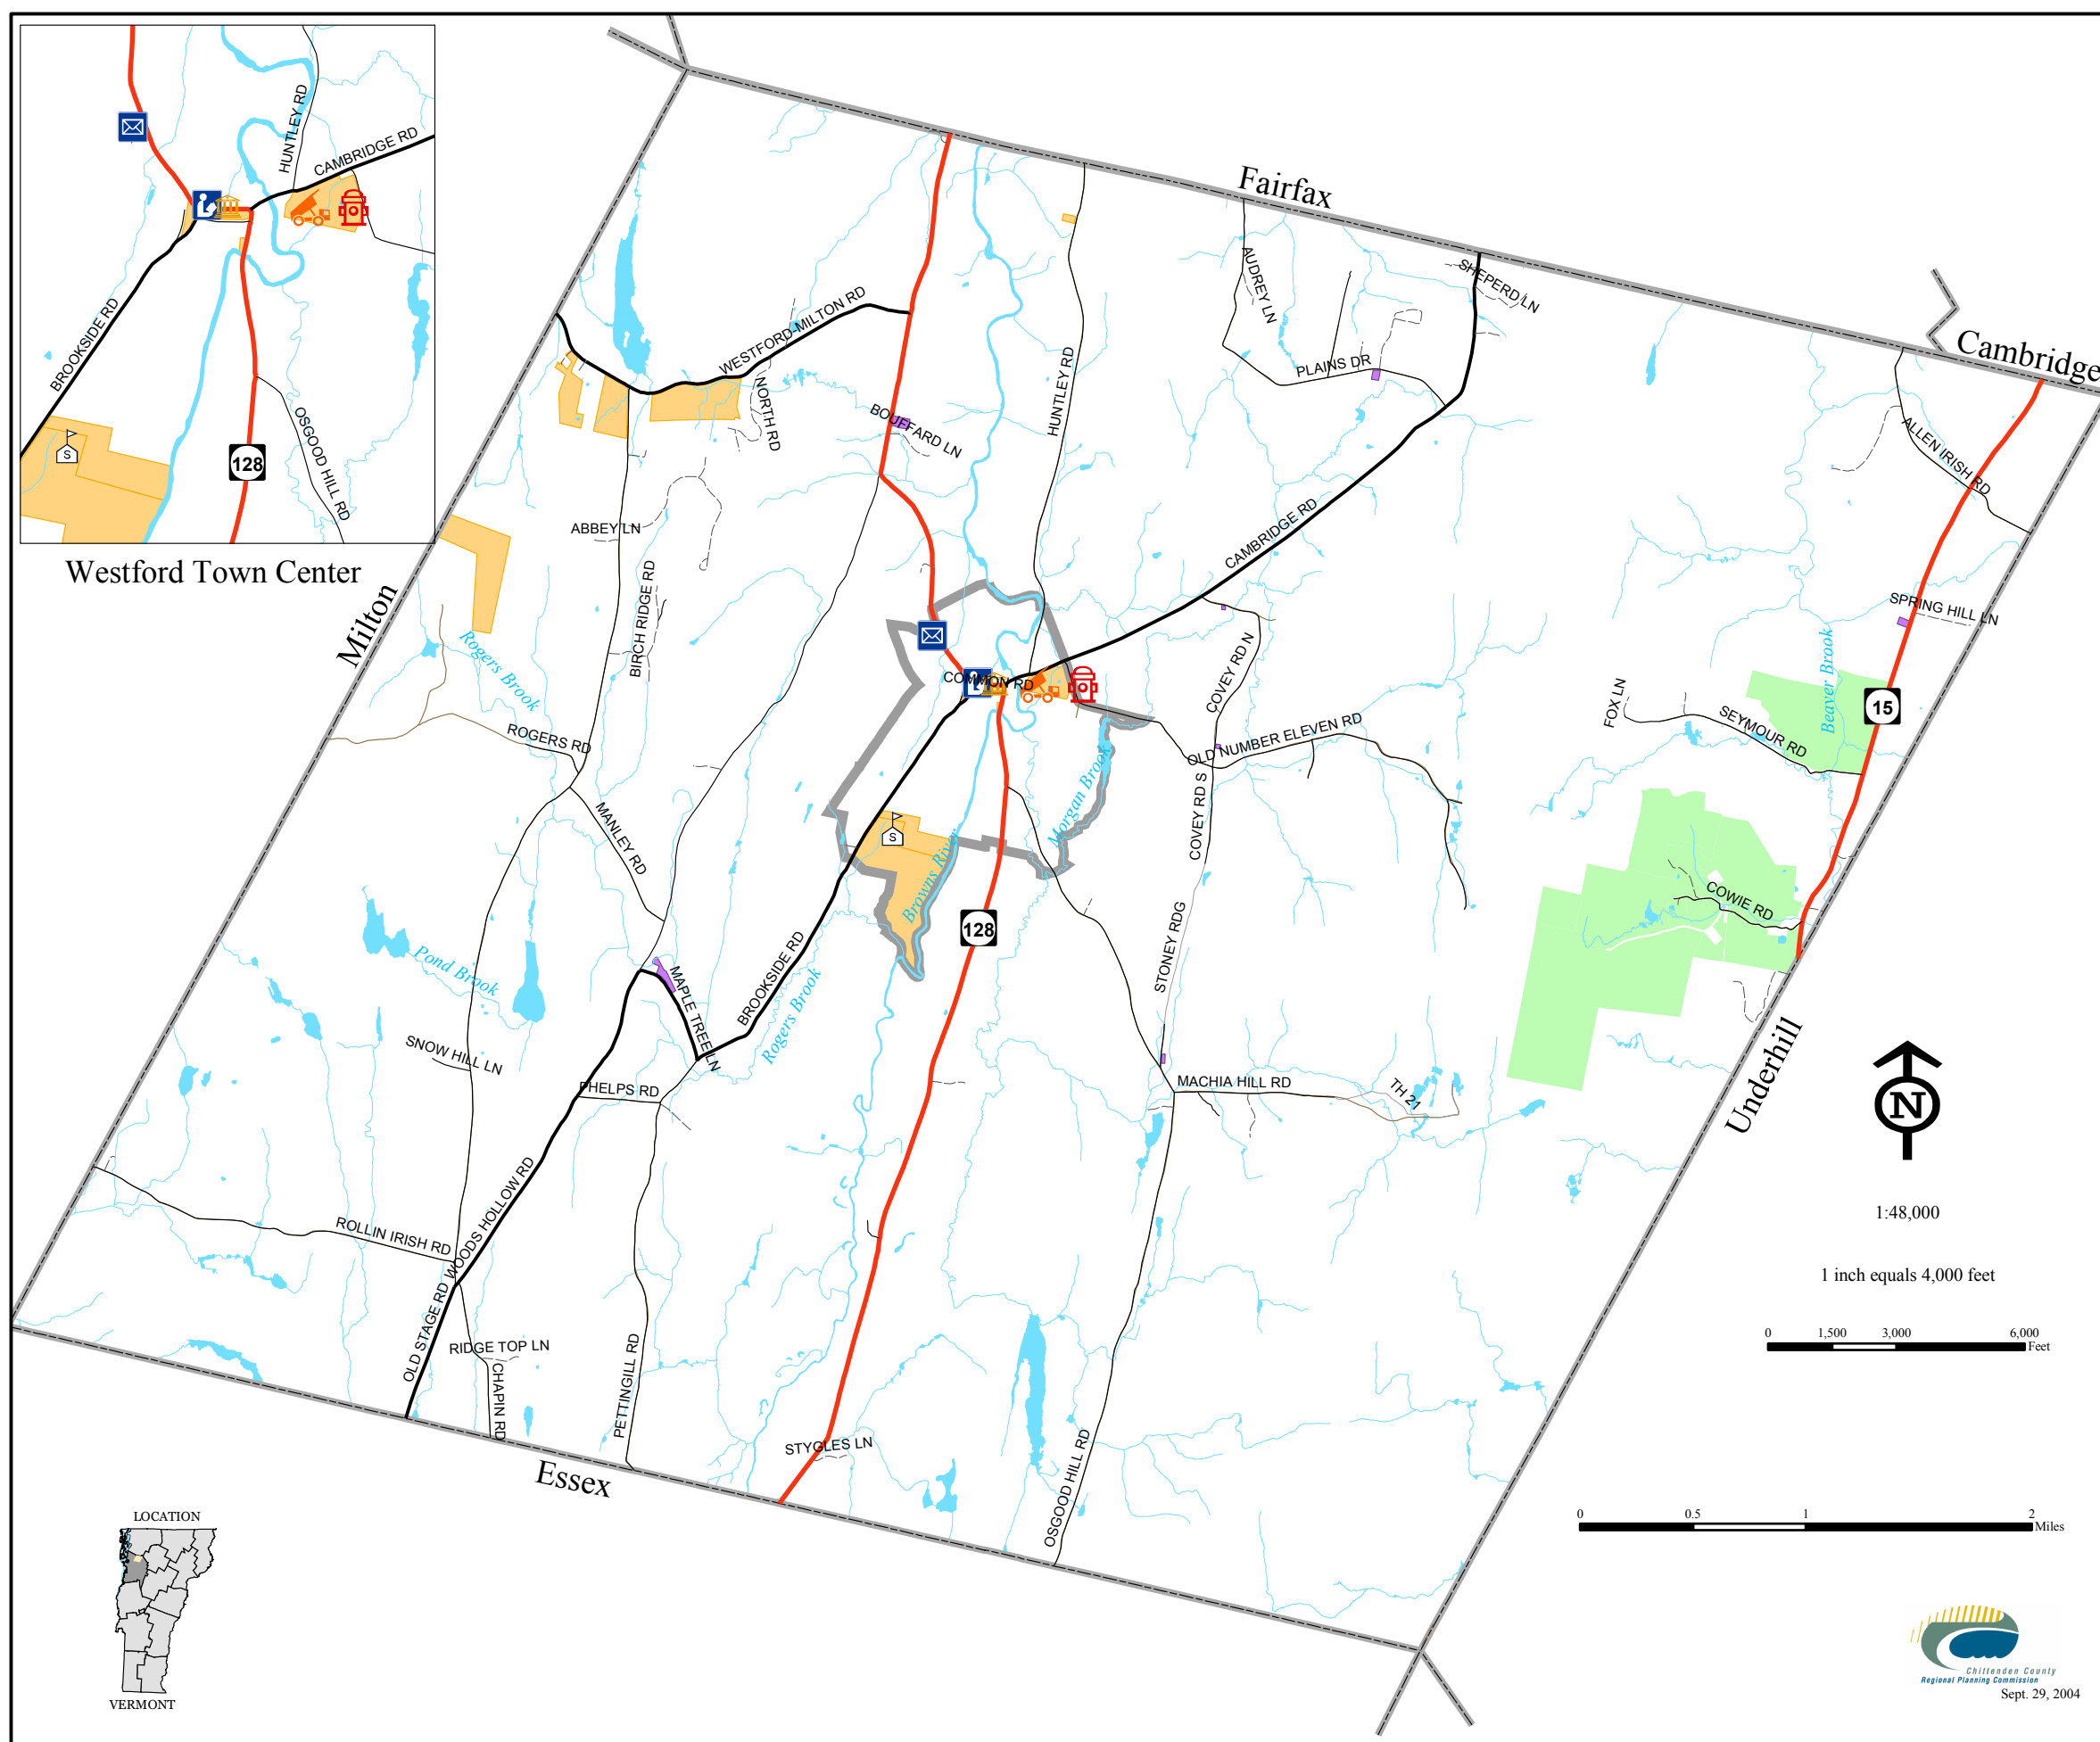 HUNTLEY RD
CAMBRIDGE RD
BROOKSIDE RD
S
128
OSGOOD HILL RD
Westford Town Center
Fairfax
Cambridge
Milton
Underhill
Essex
AUDREY LN
SHEPERD LN
PLAINS DR
WESTFORD-MILTON RD
NORTH RD
BOUFFARD LN
HUNTLEY RD
ALLEN IRISH RD
CAMBRIDGE RD
ABBEY LN
BIRCH RIDGE RD
SPRING HILL LN
Rogers Brook
COMMON RD
COVEY RD N
Beaver Brook
FOX LN
SEYMOUR RD
15
ROGERS RD
OLD NUMBER ELEVEN RD
Morgan Brook
COVEY RD S
MANLEY RD
S
Browns River
COWIE RD
128
STONEY RDG
Pond Brook
BROOKSIDE RD
MAPLE TREE LN
Rogers Brook
SNOW HILL LN
PHELPS RD
MACHIA HILL RD
TH 21
WOODS HOLLOW RD
ROLLIN IRISH RD
OLD STAGE RD
RIDGE TOP LN
CHAPIN RD
PETTINGILL RD
STYGLES LN
OSGOOD HILL RD
N
1:48,000
1 inch equals 4,000 feet
0 1,500 3,000 6,000
Feet
0 0.5 1 2
Miles
LOCATION
VERMONT
Chittenden County
Regional Planning Commission
Sept. 29, 2004